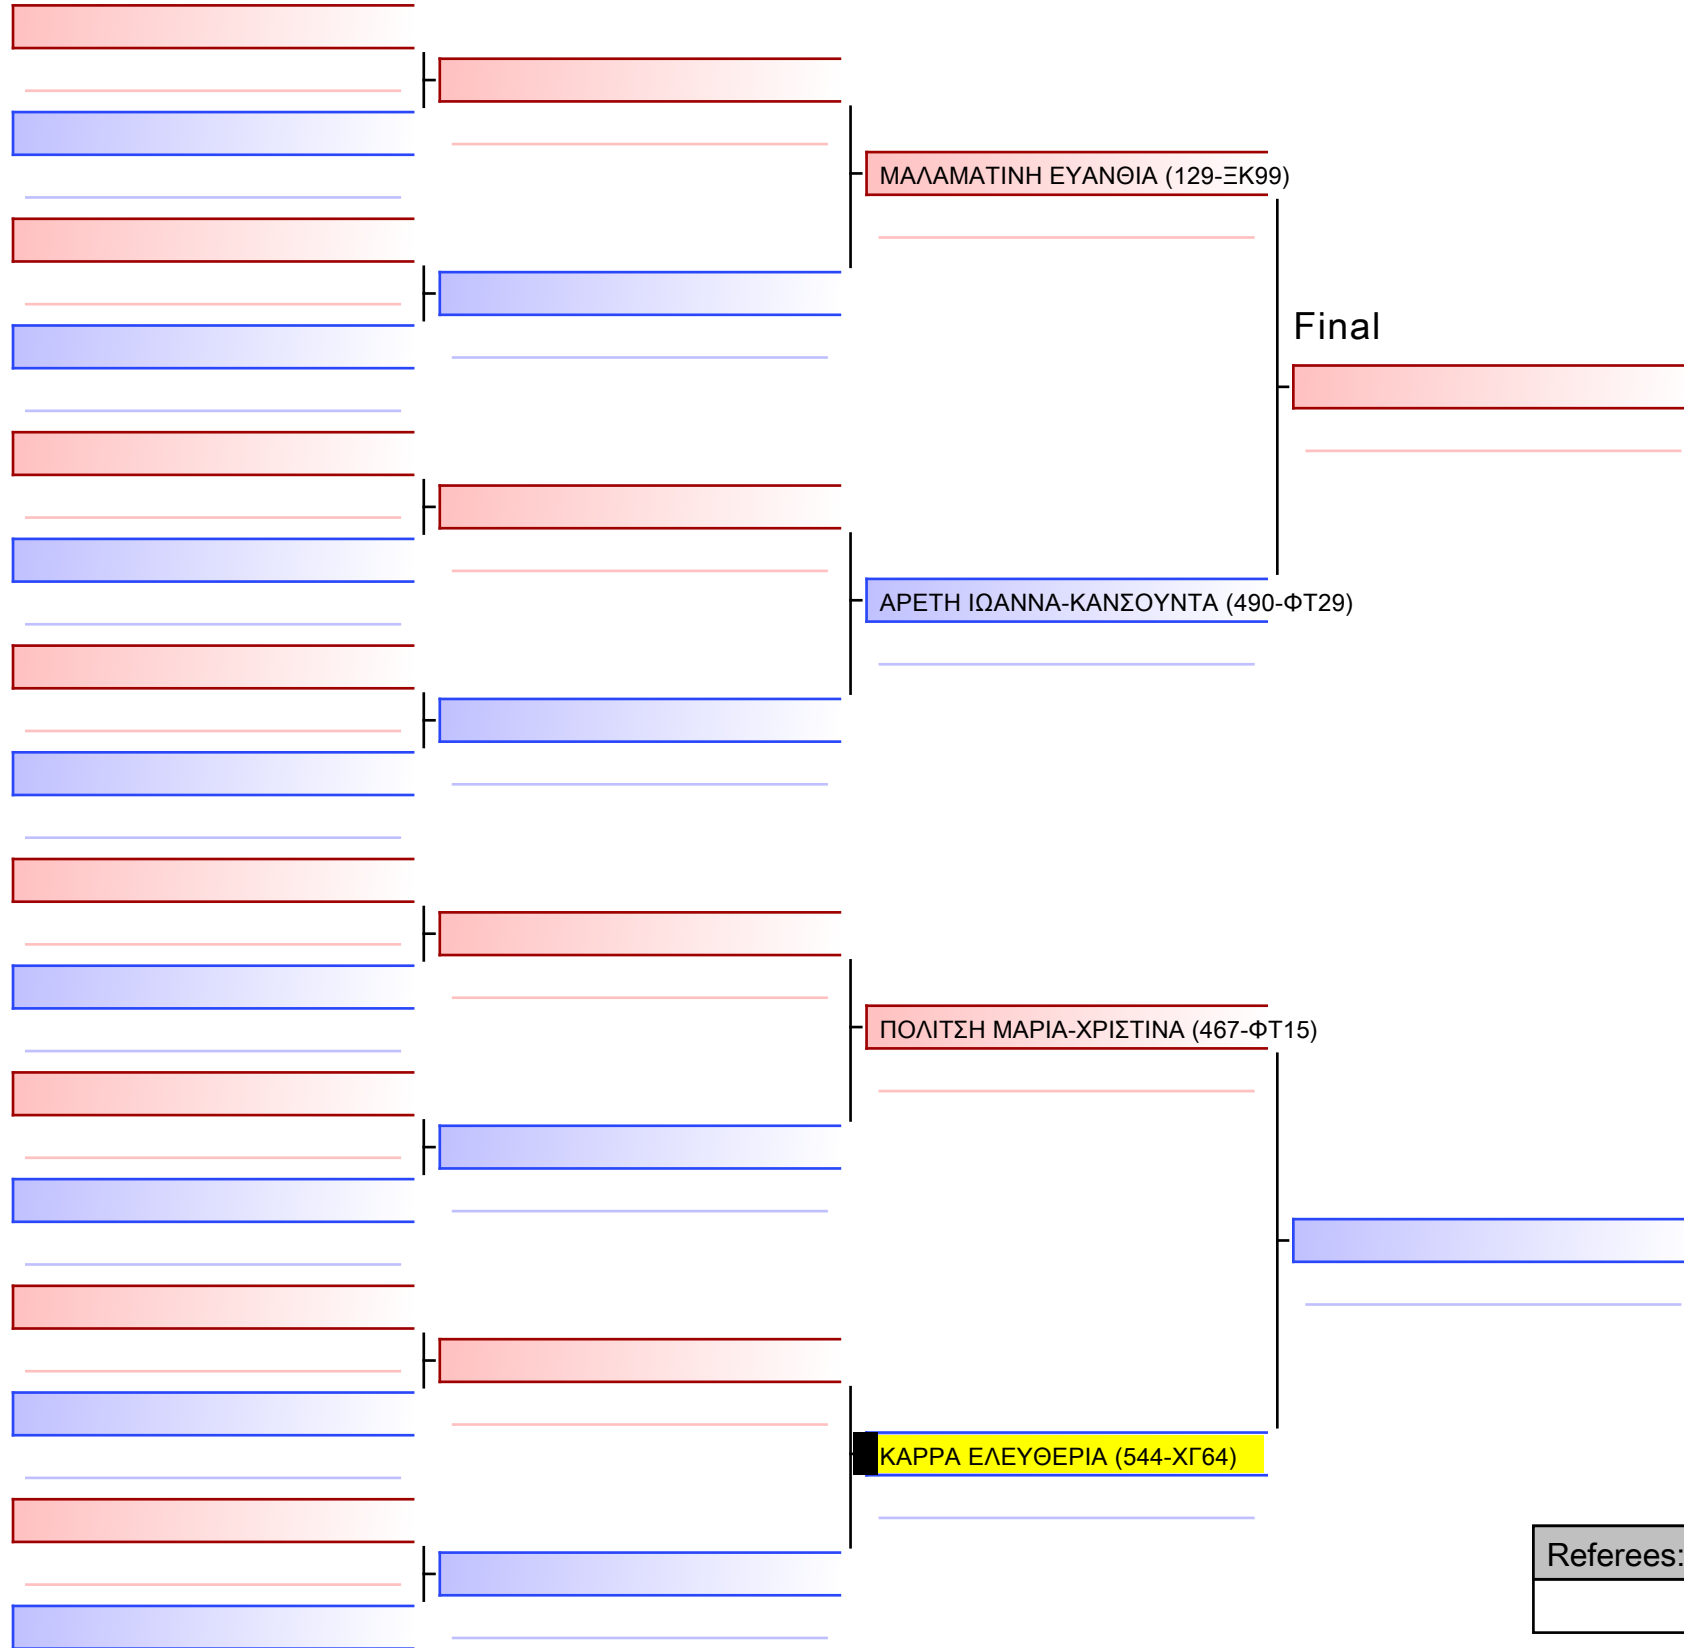 ΜΑΛΑΜΑΤΙΝΗ ΕΥΑΝΘΙΑ (129-ΞΚ99)
Final
ΑΡΕΤΗ ΙΩΑΝΝΑ-ΚΑΝΣΟΥΝΤΑ (490-ΦΤ29)
ΠΟΛΙΤΣΗ ΜΑΡΙΑ-ΧΡΙΣΤΙΝΑ (467-ΦΤ15)
ΚΑΡΡΑ ΕΛΕΥΘΕΡΙΑ (544-ΧΓ64)
Referees: